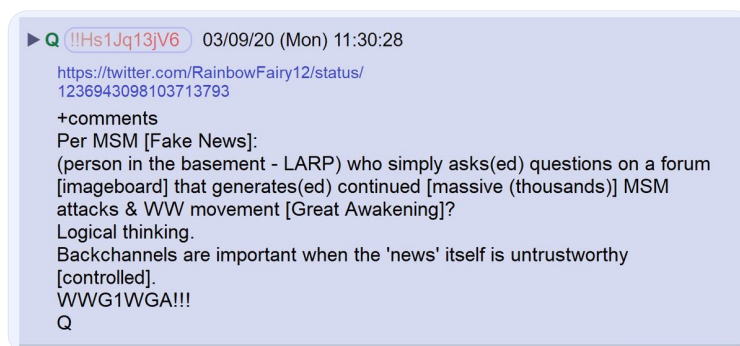 Q !!Hs1Jq13jV6 03/09/20 (Mon) 11:30:28
https://twitter.com/RainbowFairy12/status/
1236943098103713793
+comments
Per MSM [Fake News]:
(person in the basement - LARP) who simply asks(ed) questions on a forum
[imageboard] that generates(ed) continued [massive (thousands)] MSM
attacks & WW movement [Great Awakening]?
Logical thinking.
Backchannels are important when the 'news' itself is untrustworthy
[controlled].
WWG1WGA!!!
Q